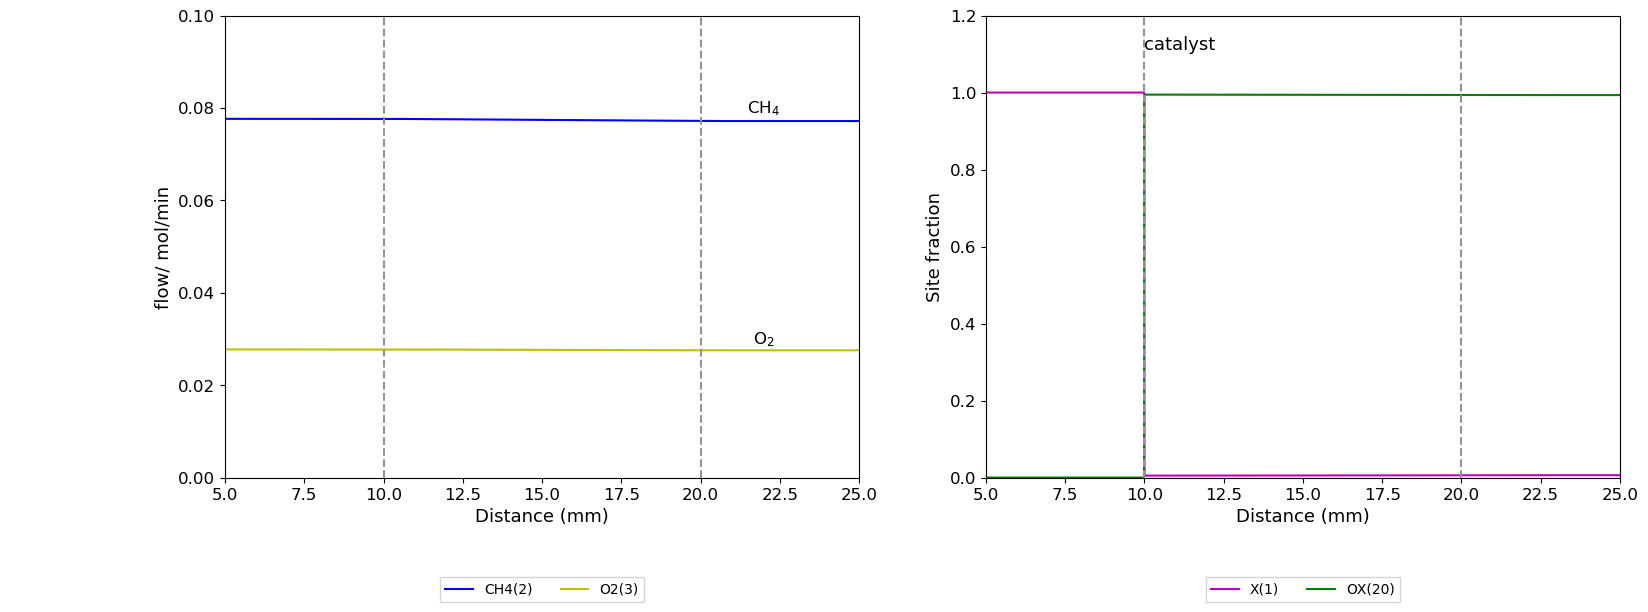 0.10
0.08
0.06
0.04
0.02
0.00
flow/ mol/min
CH₄
O₂
5.0 7.5 10.0 12.5 15.0 17.5 20.0 22.5 25.0
Distance (mm)
CH4(2) O2(3)
1.2
1.0
0.8
0.6
0.4
0.2
0.0
Site fraction
catalyst
5.0 7.5 10.0 12.5 15.0 17.5 20.0 22.5 25.0
Distance (mm)
X(1) OX(20)